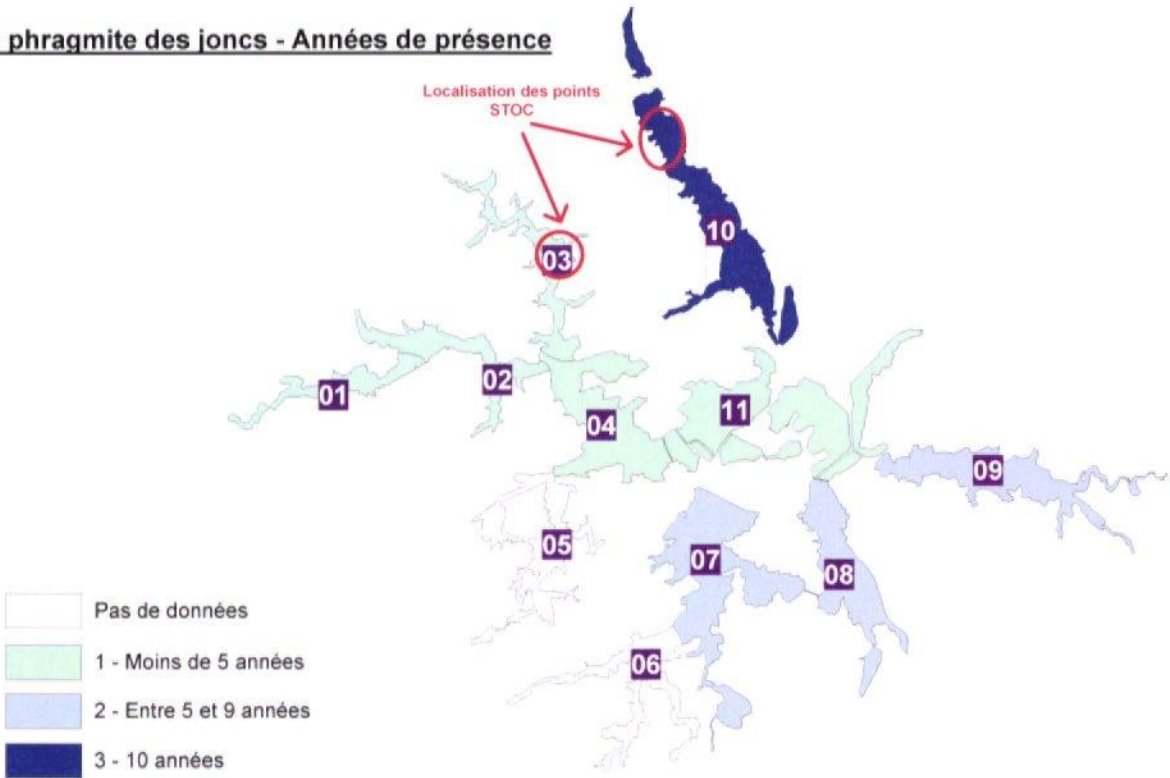 phragmite des joncs - Années de présence
Localisation des points
STOC
10
03
01
02
04
11
09
05
07
08
06
Pas de données
1 - Moins de 5 années
2 - Entre 5 et 9 années
3 - 10 années